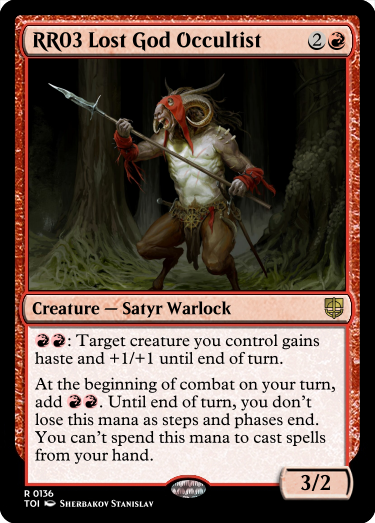 RR03 Lost God Occultist 2
Creature — Satyr Warlock
: Target creature you control gains
haste and +1/+1 until end of turn.
At the beginning of combat on your turn,
add . Until end of turn, you don't
lose this mana as steps and phases end.
You can't spend this mana to cast spells
from your hand.
3/2
R 0136
TOI Sherbakov Stanislav